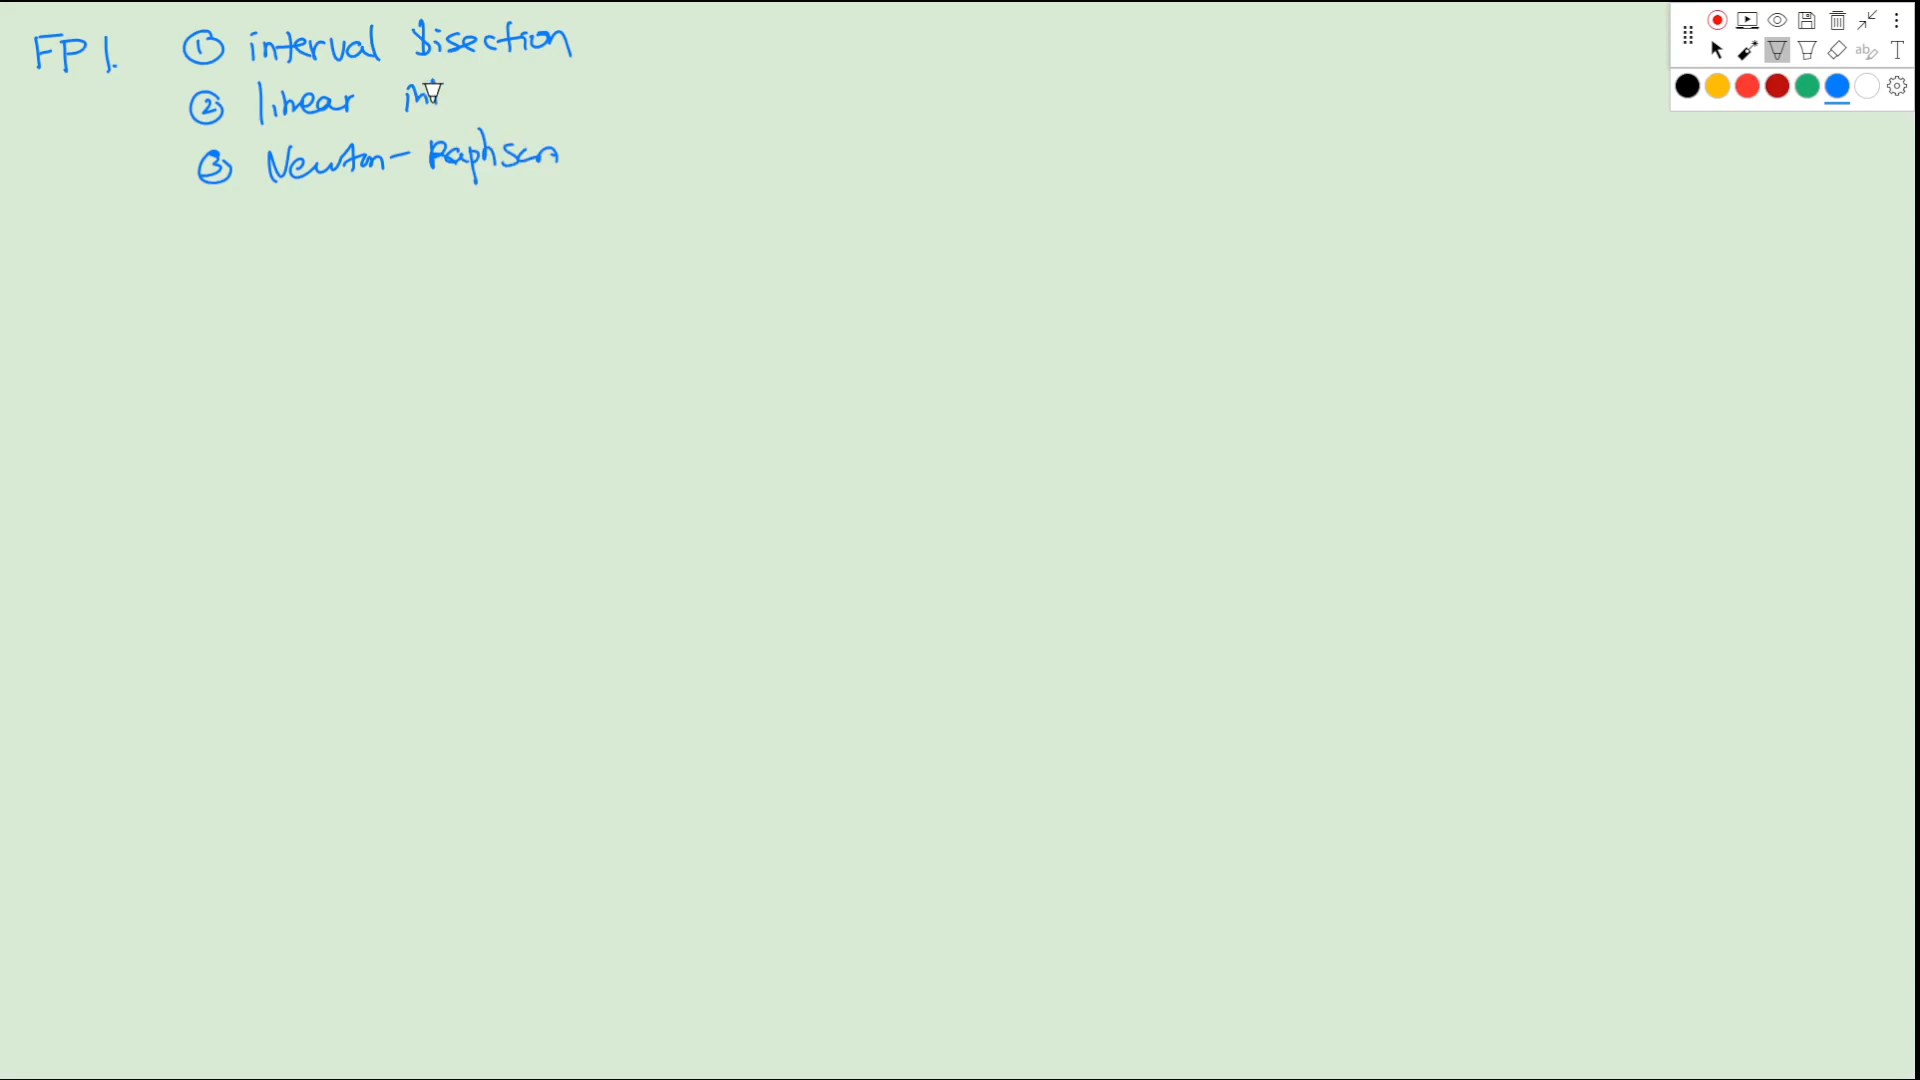 FP1. ① interval Bisection
② linear in
③ Newton-Raphson